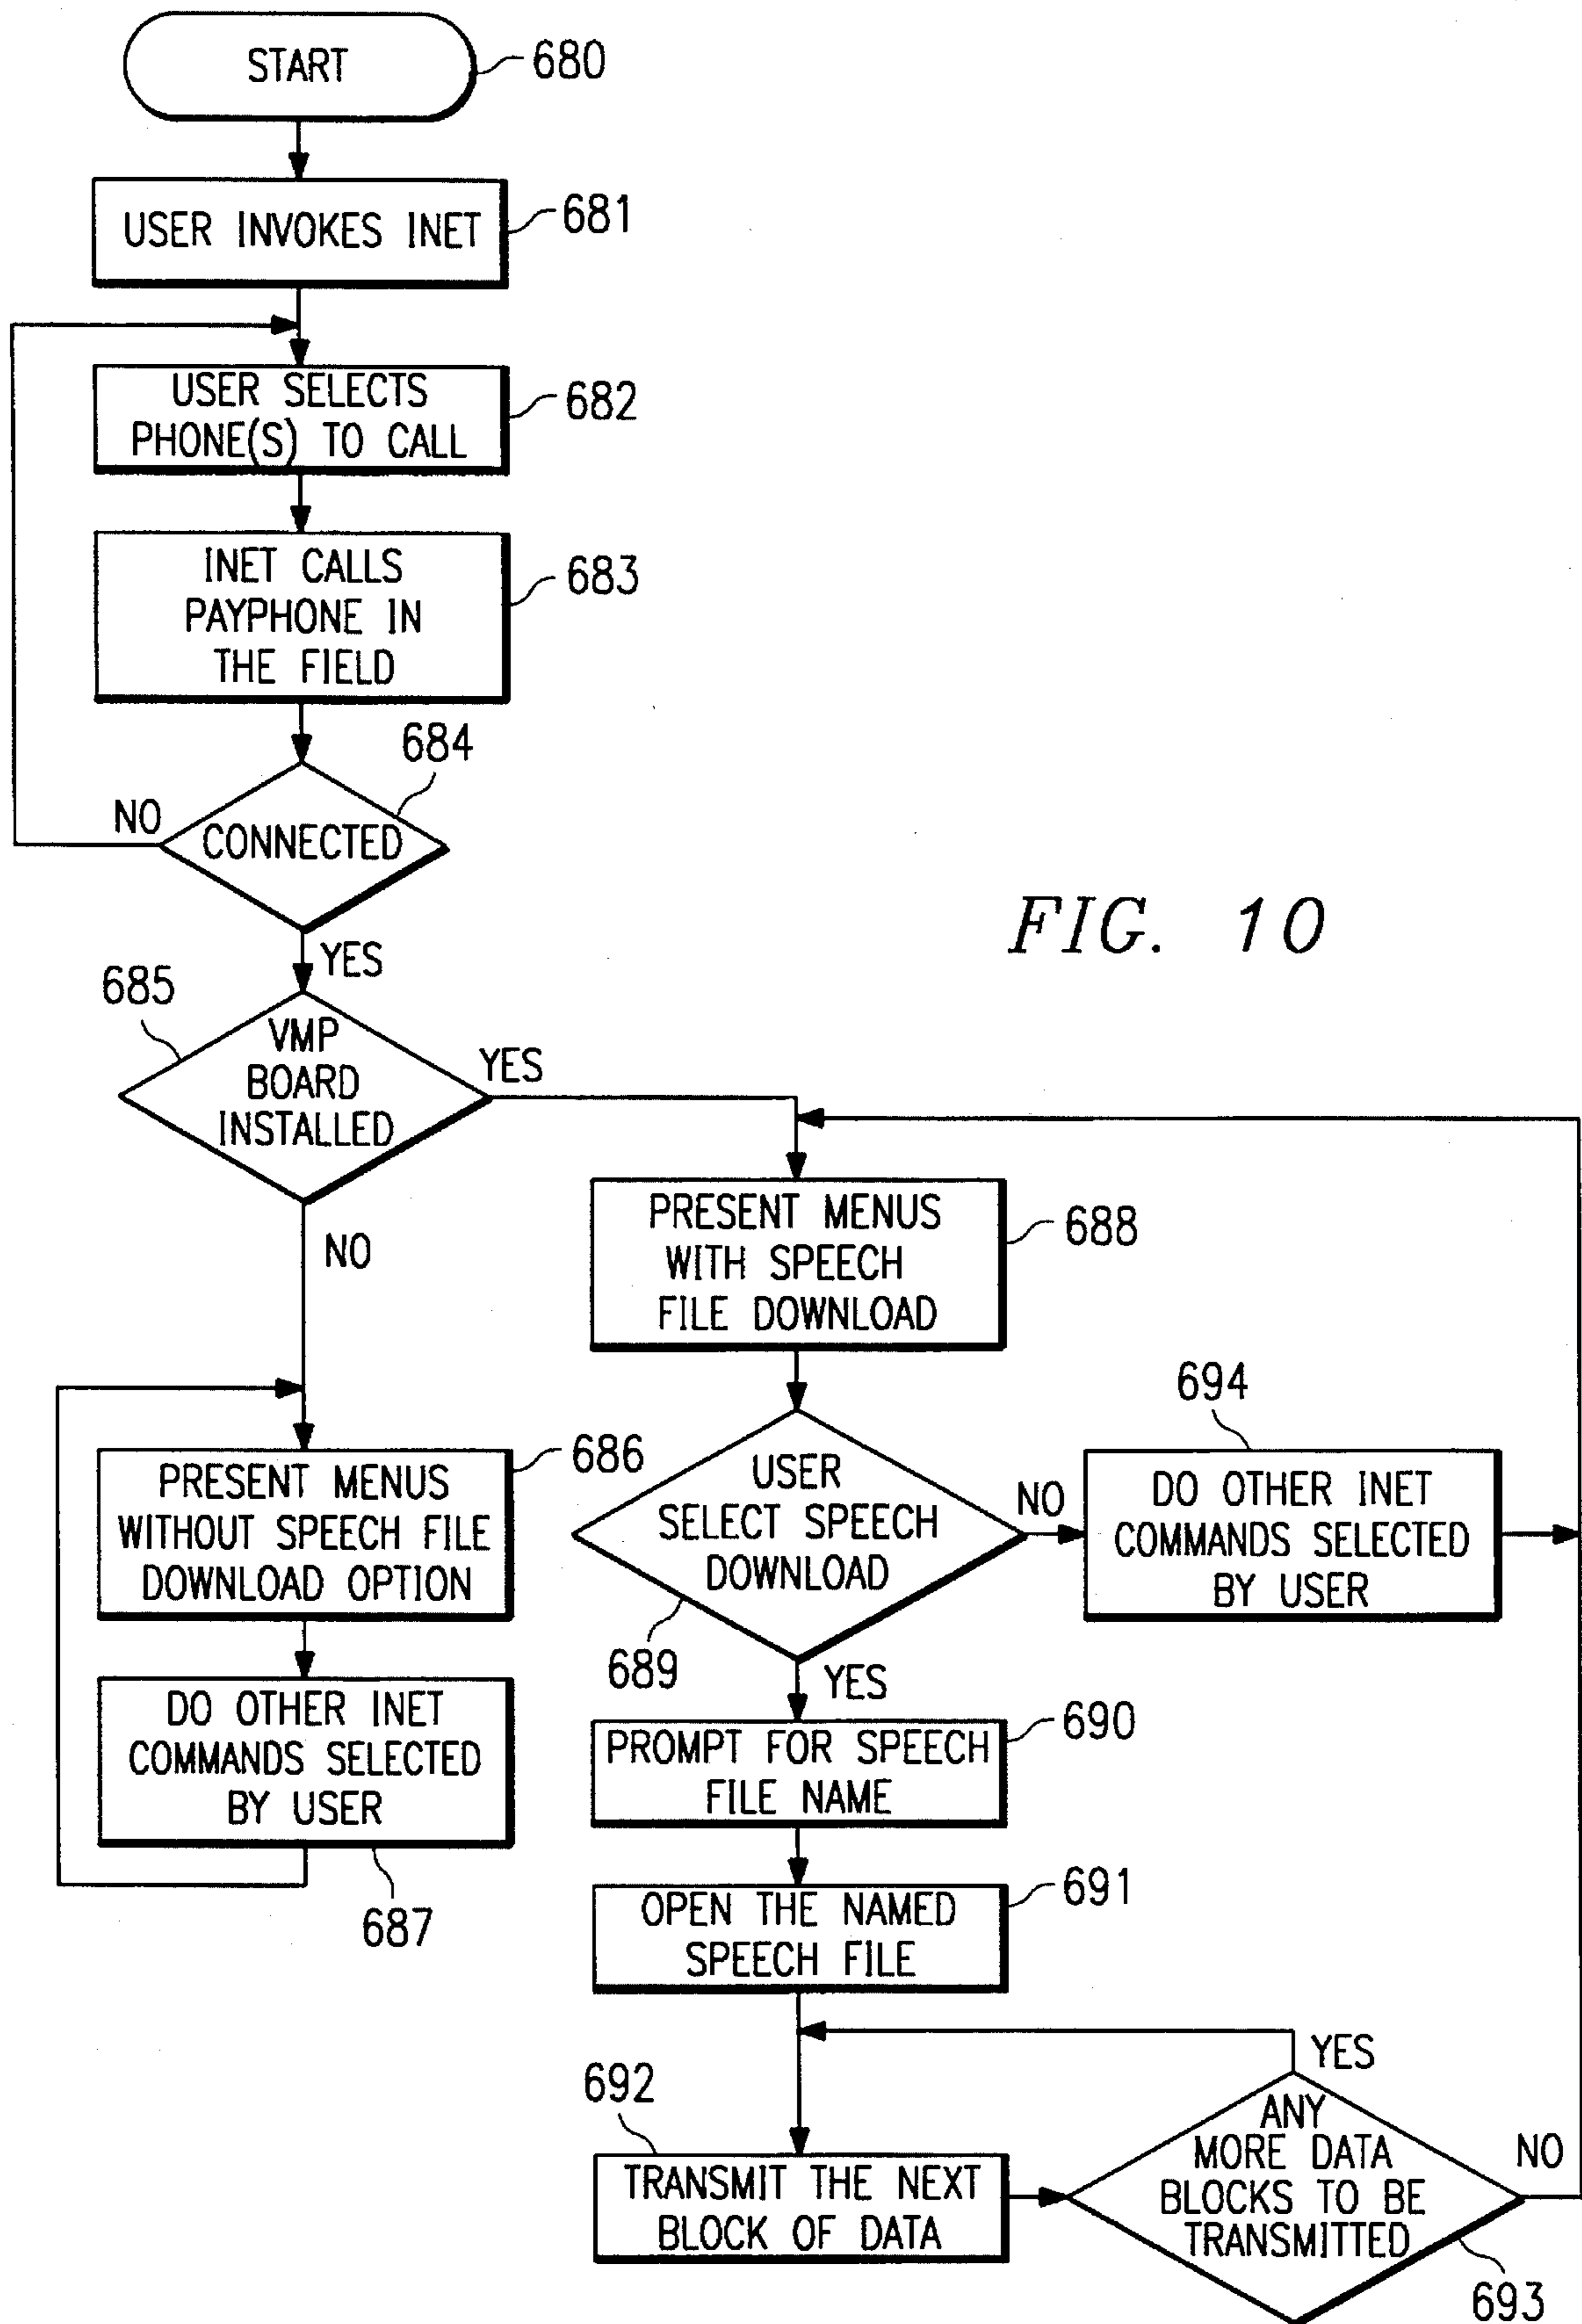 START
680
USER INVOKES INET
681
USER SELECTS
PHONE(S) TO CALL
682
INET CALLS
PAYPHONE IN
THE FIELD
683
684
CONNECTED
NO
YES
FIG. 10
685
VMP
BOARD
INSTALLED
YES
NO
PRESENT MENUS
WITH SPEECH
FILE DOWNLOAD
688
PRESENT MENUS
WITHOUT SPEECH FILE
DOWNLOAD OPTION
686
DO OTHER INET
COMMANDS SELECTED
BY USER
687
USER
SELECT SPEECH
DOWNLOAD
689
NO
YES
694
DO OTHER INET
COMMANDS SELECTED
BY USER
PROMPT FOR SPEECH
FILE NAME
690
OPEN THE NAMED
SPEECH FILE
691
692
TRANSMIT THE NEXT
BLOCK OF DATA
YES
ANY
MORE DATA
BLOCKS TO BE
TRANSMITTED
NO
693